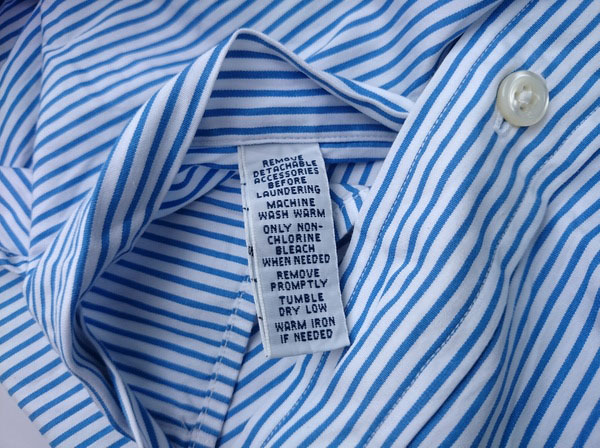 REMOVE
DETACHABLE
ACCESSORIES
BEFORE
LAUNDERING
MACHINE
WASH WARM
ONLY NON-
CHLORINE
BLEACH
WHEN NEEDED
REMOVE
PROMPTLY
TUMBLE
DRY LOW
WARM IRON
IF NEEDED